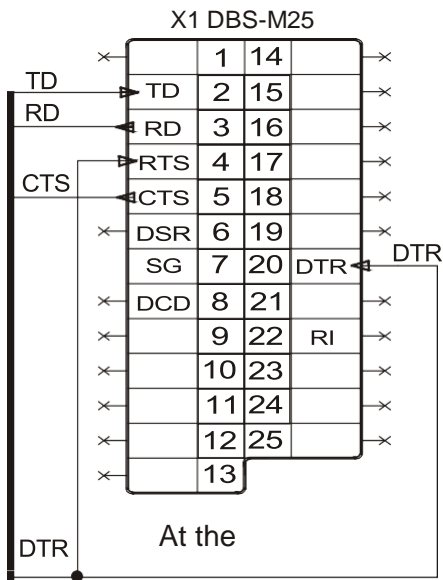 X1 DBS-M25
1 14
TD
TD 2 15
RD
RD 3 16
RTS 4 17
CTS
CTS 5 18
DSR 6 19
SG 7 20 DTR
DTR
DCD 8 21
9 22 RI
10 23
11 24
12 25
13
At the
DTR